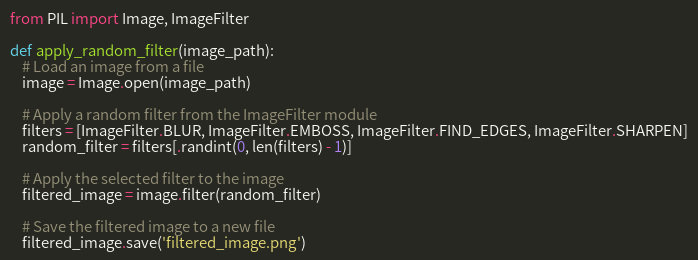 from PIL import Image, ImageFilter
def apply_random_filter(image_path):
# Load an image from a file
image = Image.open(image_path)
# Apply a random filter from the ImageFilter module
filters = [ImageFilter.BLUR, ImageFilter.EMBOSS, ImageFilter.FIND_EDGES, ImageFilter.SHARPEN]
random_filter = filters[.randint(0, len(filters) - 1)]
# Apply the selected filter to the image
filtered_image = image.filter(random_filter)
# Save the filtered image to a new file
filtered_image.save('filtered_image.png')